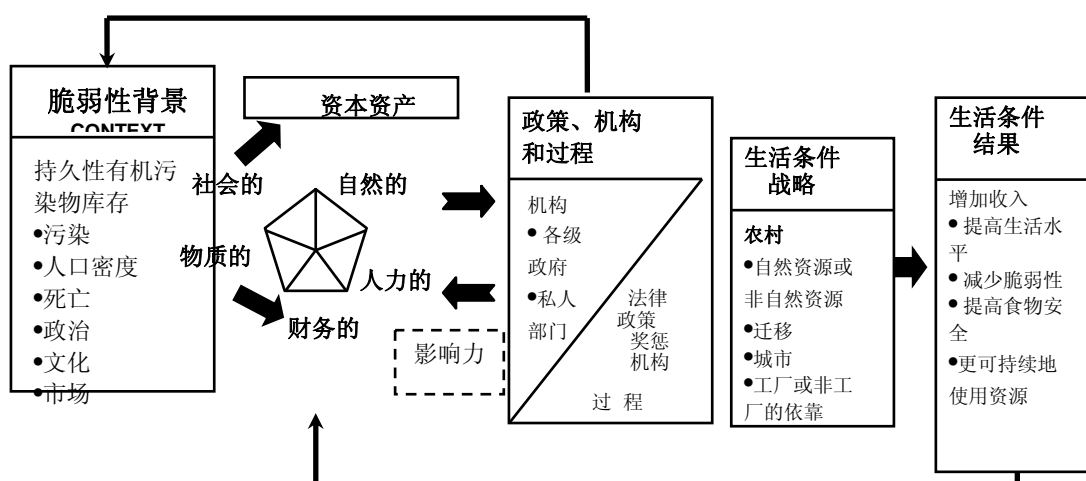 脆弱性背景
CONTEXT
持久性有机污
染物库存
•污染
•人口密度
•死亡
•政治
•文化
•市场
资本资产
社会的
自然的
物质的
人力的
财务的
影响力
政策、机构
和过程
机构
• 各级
政府
•私人
部门
法律
政策
奖惩
机构
过 程
生活条件
战略
农村
•自然资源或
非自然资源
•迁移
•城市
•工厂或非工
厂的依靠
生活条件
结果
增加收入
• 提高生活水
平
• 减少脆弱性
• 提高食物安
全
•更可持续地
使用资源